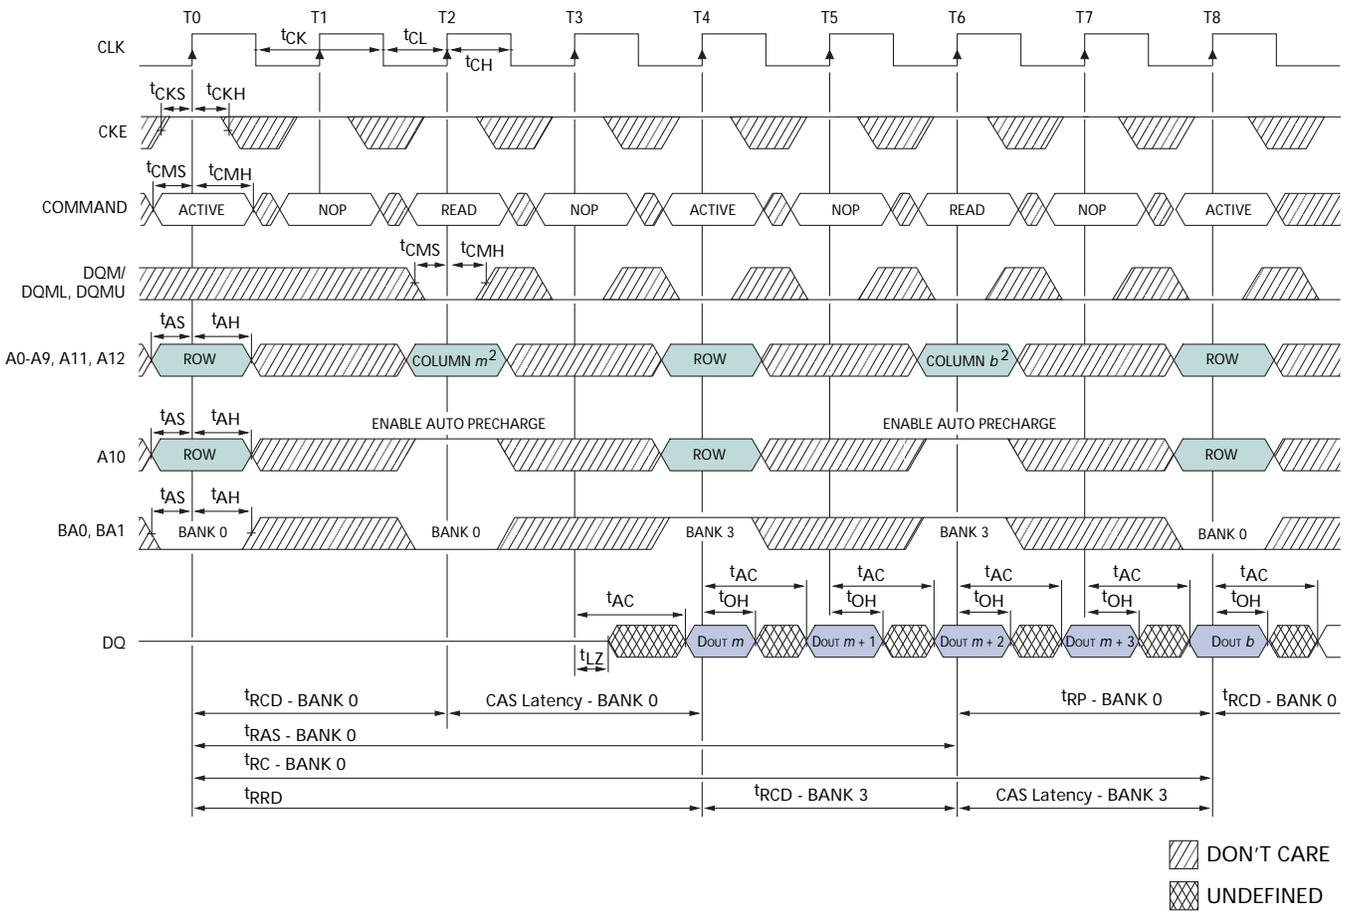 T0 T1 T2 T3 T4 T5 T6 T7 T8
CLK tCK tCL tCH
tCKS tCKH
CKE
tCMS tCMH
COMMAND ACTIVE NOP READ NOP ACTIVE NOP READ NOP ACTIVE
tCMS tCMH
DQM/
DQML, DQMU
tAS tAH
A0-A9, A11, A12 ROW COLUMN m2 ROW COLUMN b2 ROW
tAS tAH ENABLE AUTO PRECHARGE ENABLE AUTO PRECHARGE
A10 ROW ROW ROW
tAS tAH
BA0, BA1 BANK 0 BANK 0 BANK 3 BANK 3 BANK 0
tAC tAC tAC tAC tAC
tAC tOH tOH tOH tOH tOH
DQ DOUT m DOUT m + 1 DOUT m + 2 DOUT m + 3 DOUT b
tLZ
tRCD - BANK 0 CAS Latency - BANK 0 tRP - BANK 0 tRCD - BANK 0
tRAS - BANK 0
tRC - BANK 0
tRRD tRCD - BANK 3 CAS Latency - BANK 3
DON'T CARE
UNDEFINED